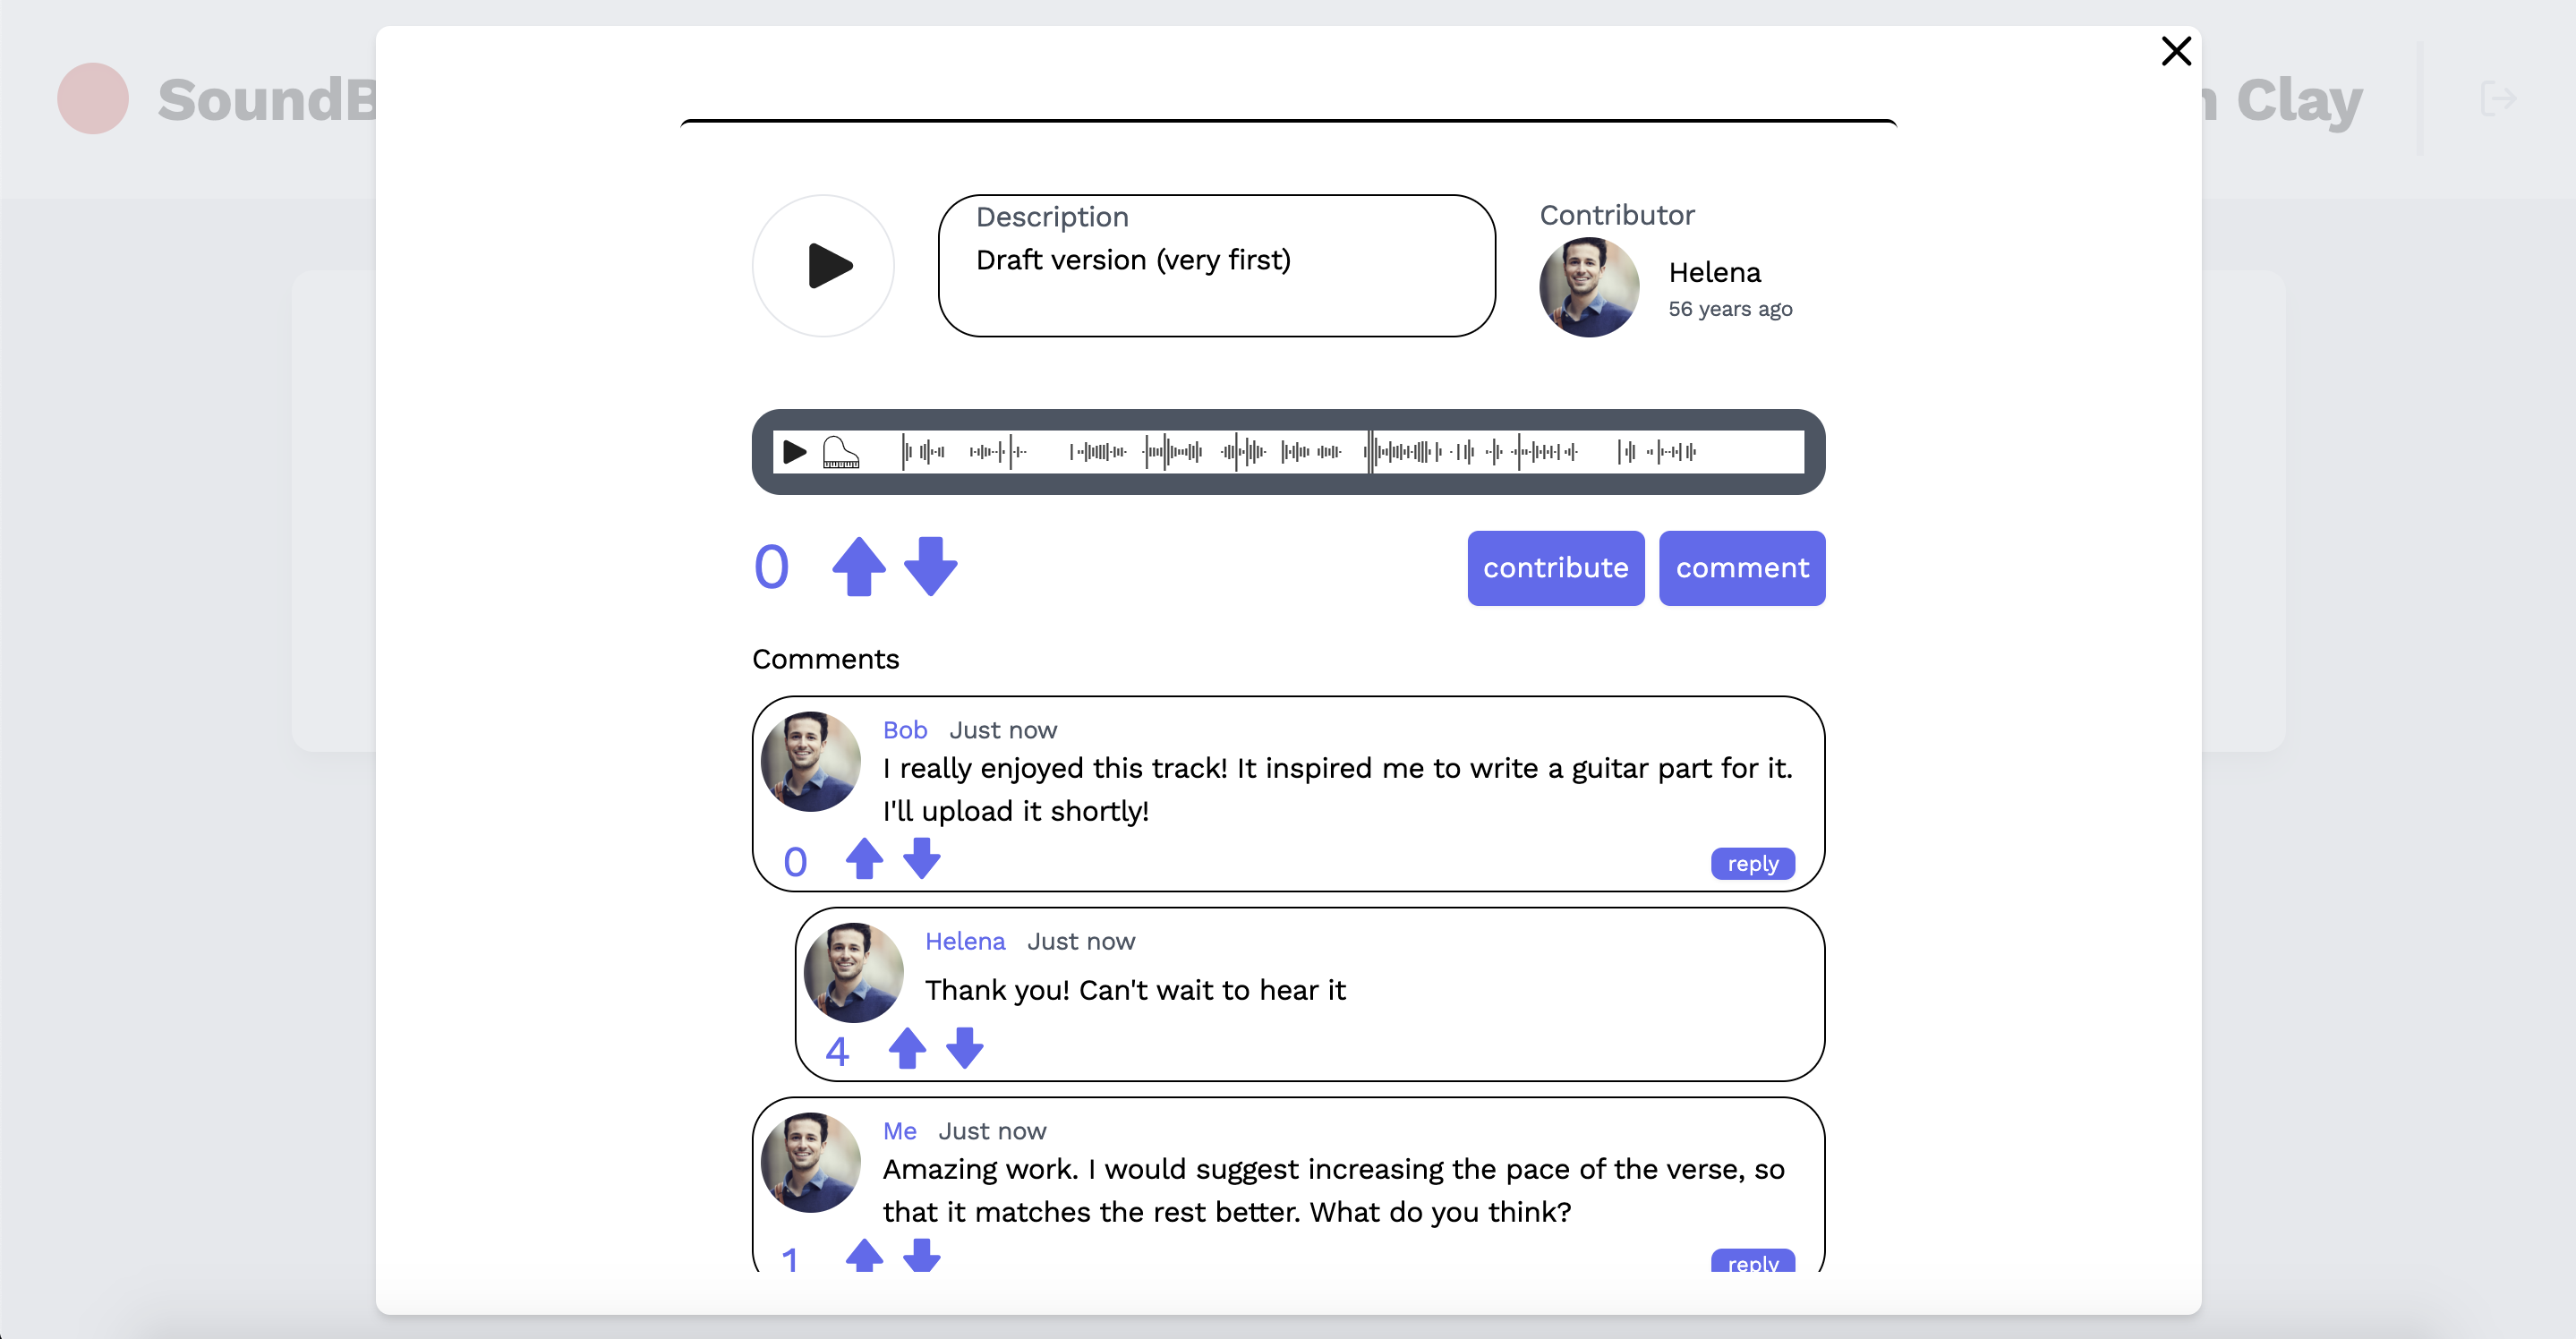 SoundB
Clay
Description
Draft version (very first)
Contributor
Helena
56 years ago
0
contribute
comment
Comments
Bob Just now
I really enjoyed this track! It inspired me to write a guitar part for it.
I'll upload it shortly!
0
reply
Helena Just now
Thank you! Can't wait to hear it
4
Me Just now
Amazing work. I would suggest increasing the pace of the verse, so
that it matches the rest better. What do you think?
1
reply